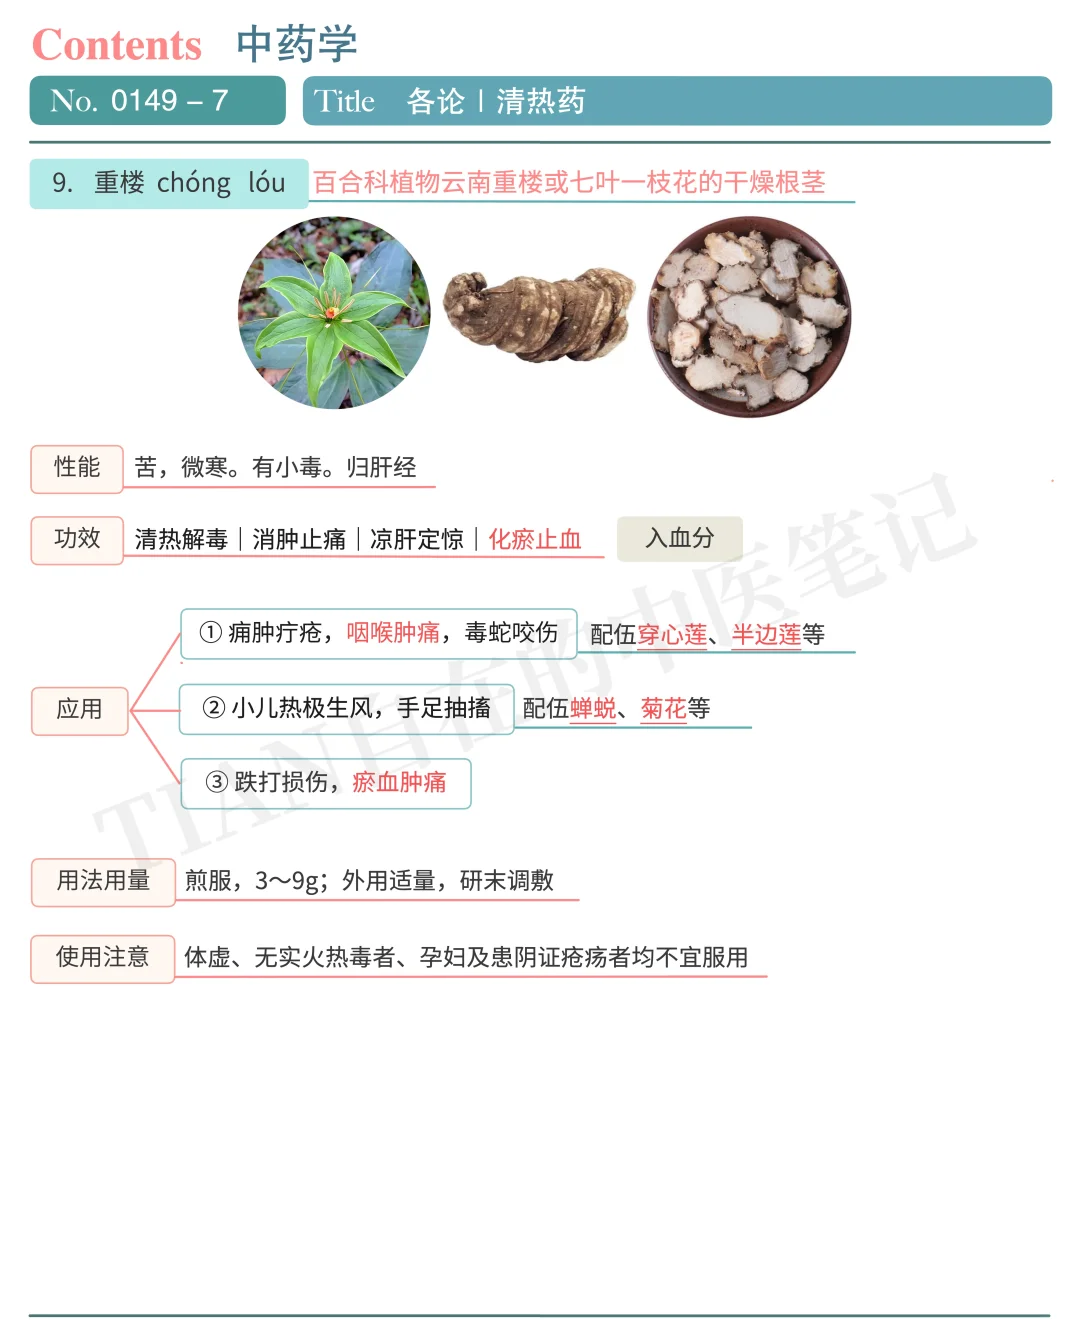 Contents 中药学
No. 0149 – 7 Title 各论 | 清热药
9. 重楼 chóng lóu 百合科植物云南重楼或七叶一枝花的干燥根茎
性能 苦，微寒。有小毒。归肝经
功效 清热解毒｜消肿止痛｜凉肝定惊｜化瘀止血 入血分
① 痈肿疔疮，咽喉肿痛，毒蛇咬伤 配伍穿心莲、半边莲等
应用 ② 小儿热极生风，手足抽搐 配伍蝉蜕、菊花等
③ 跌打损伤，瘀血肿痛
用法用量 煎服，3～9g；外用适量，研末调敷
使用注意 体虚、无实火热毒者、孕妇及患阴证疮疡者均不宜服用
TIAN自在的中医笔记